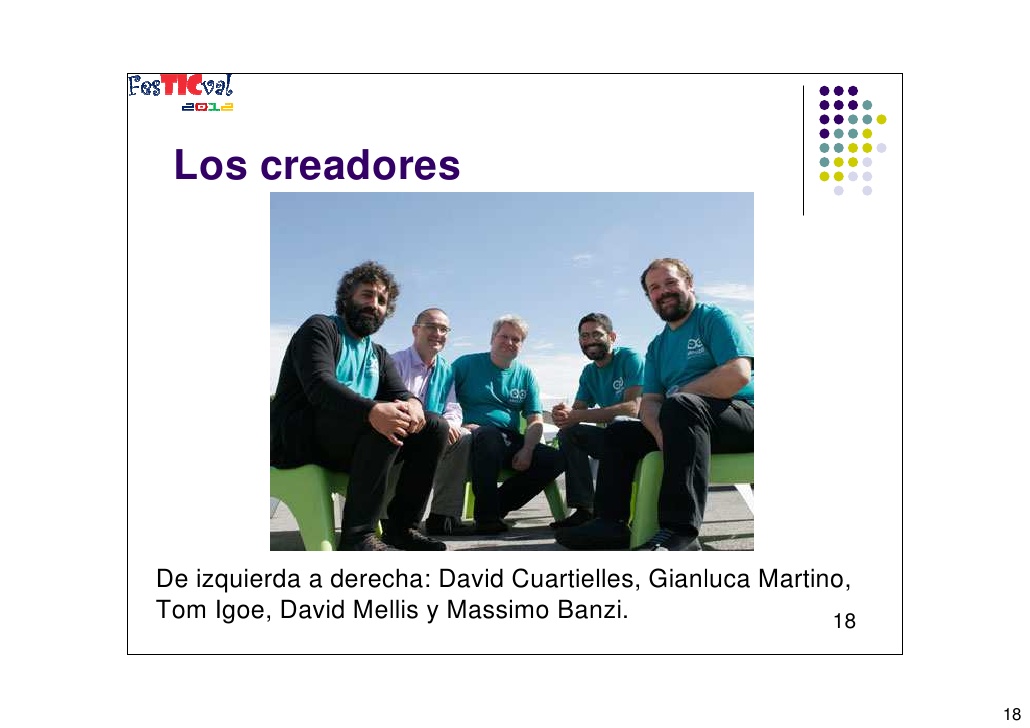 FesTICval
2012
Los creadores
De izquierda a derecha: David Cuartielles, Gianluca Martino,
Tom Igoe, David Mellis y Massimo Banzi.
18
18